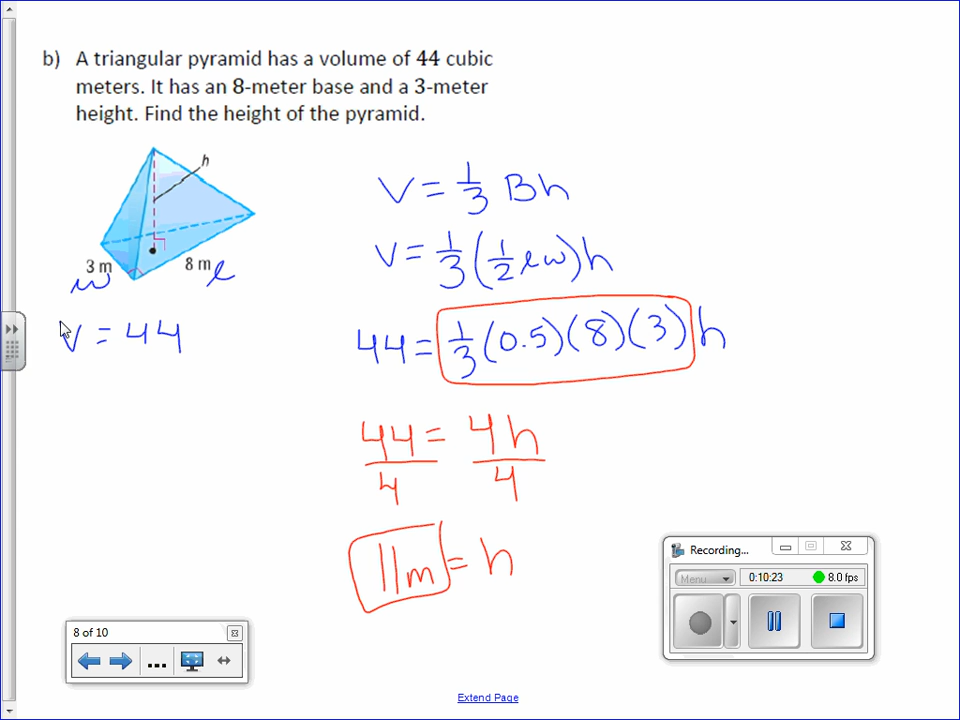 b) A triangular pyramid has a volume of 44 cubic
meters. It has an 8-meter base and a 3-meter
height. Find the height of the pyramid.
h
3 m
8 m
w
l
V = 44
V = 1/3 Bh
V = 1/3 (1/2 lw)h
44 = 1/3 (0.5)(8)(3)h
44 = 4h
4 4
11m = h
Recording...
Menu
0:10:23
8.0 fps
8 of 10
...
Extend Page